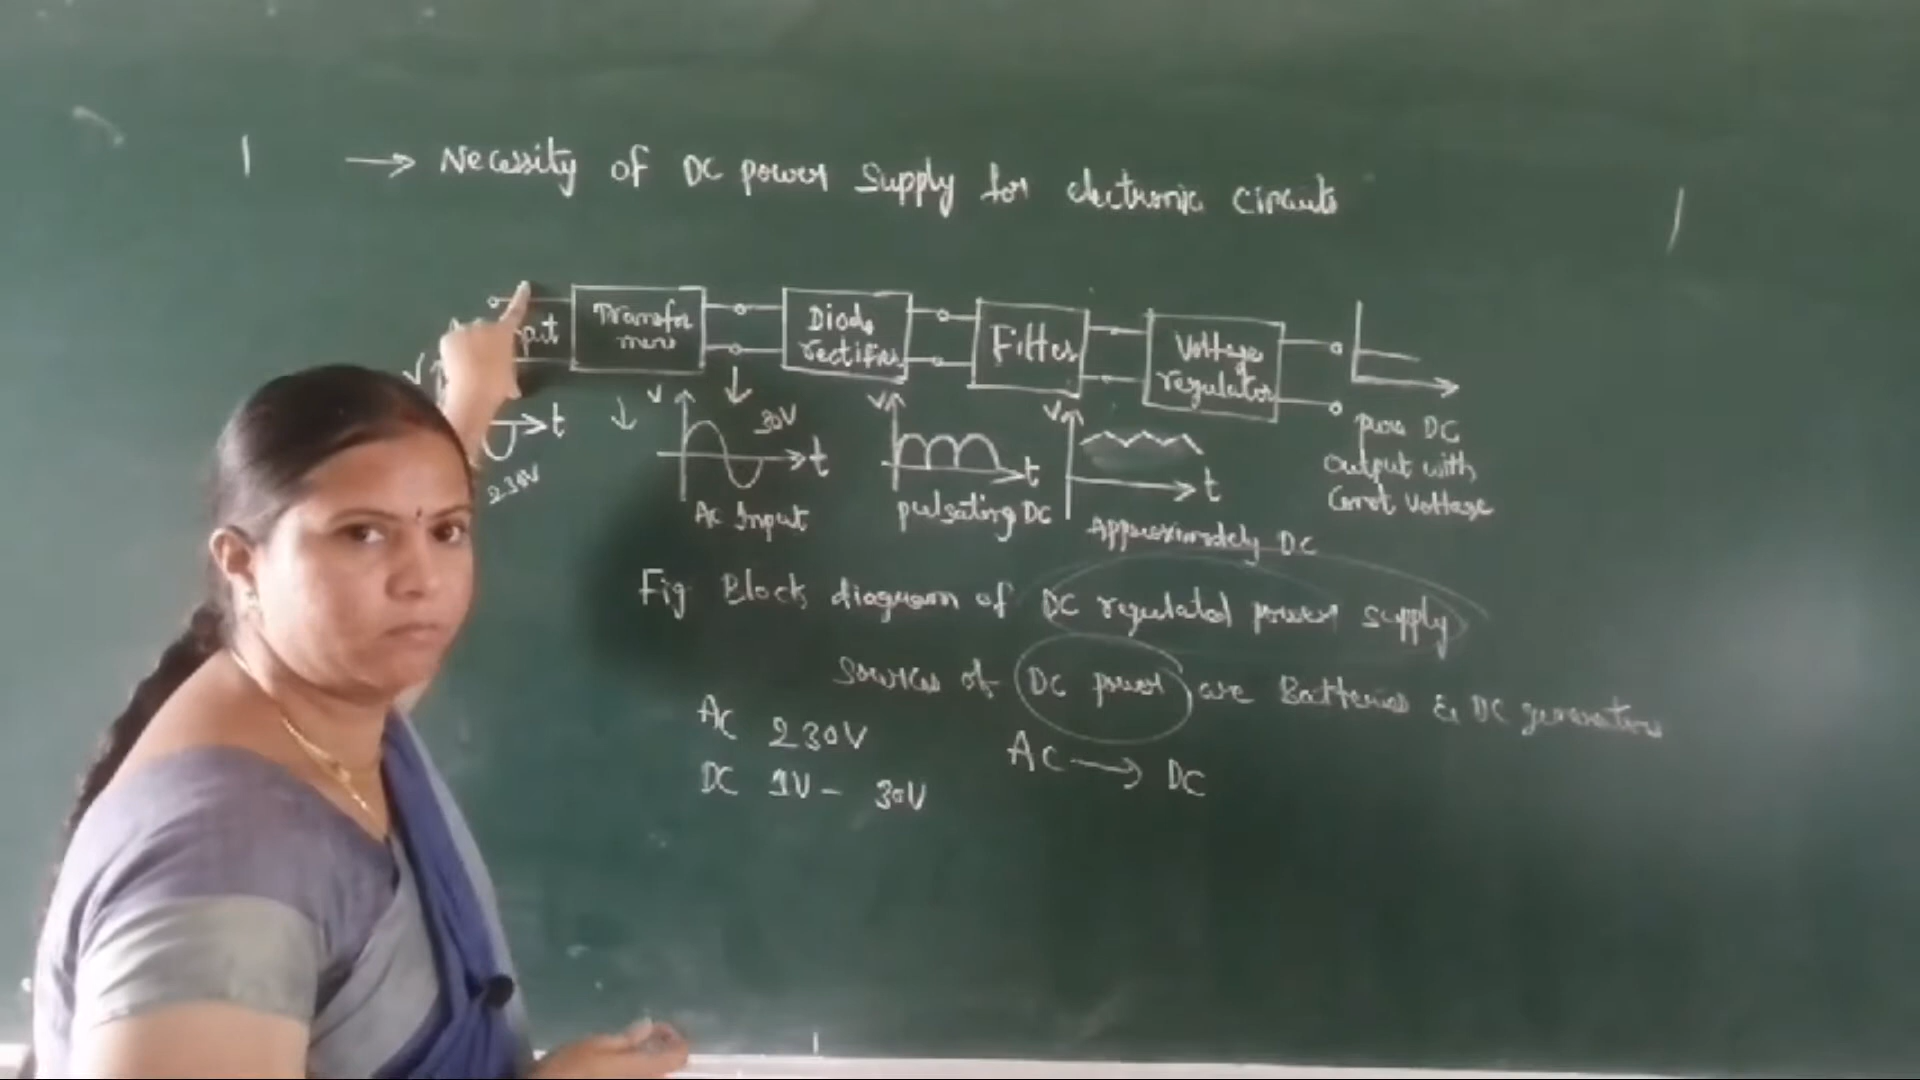 → Necessity of DC power Supply for electronic circuits
Transfor
mers
Diode
rectifier
Filter
Voltage
regulator
V
t
230V
V
30V
t
AC Input
V
t
pulsating DC
V
t
Approximately DC
pure DC
Output with
Const Voltage
Fig Block diagram of DC regulated power supply
Sources of DC power are Batteries & DC generators
AC 230V
DC 1V - 30V
AC → DC